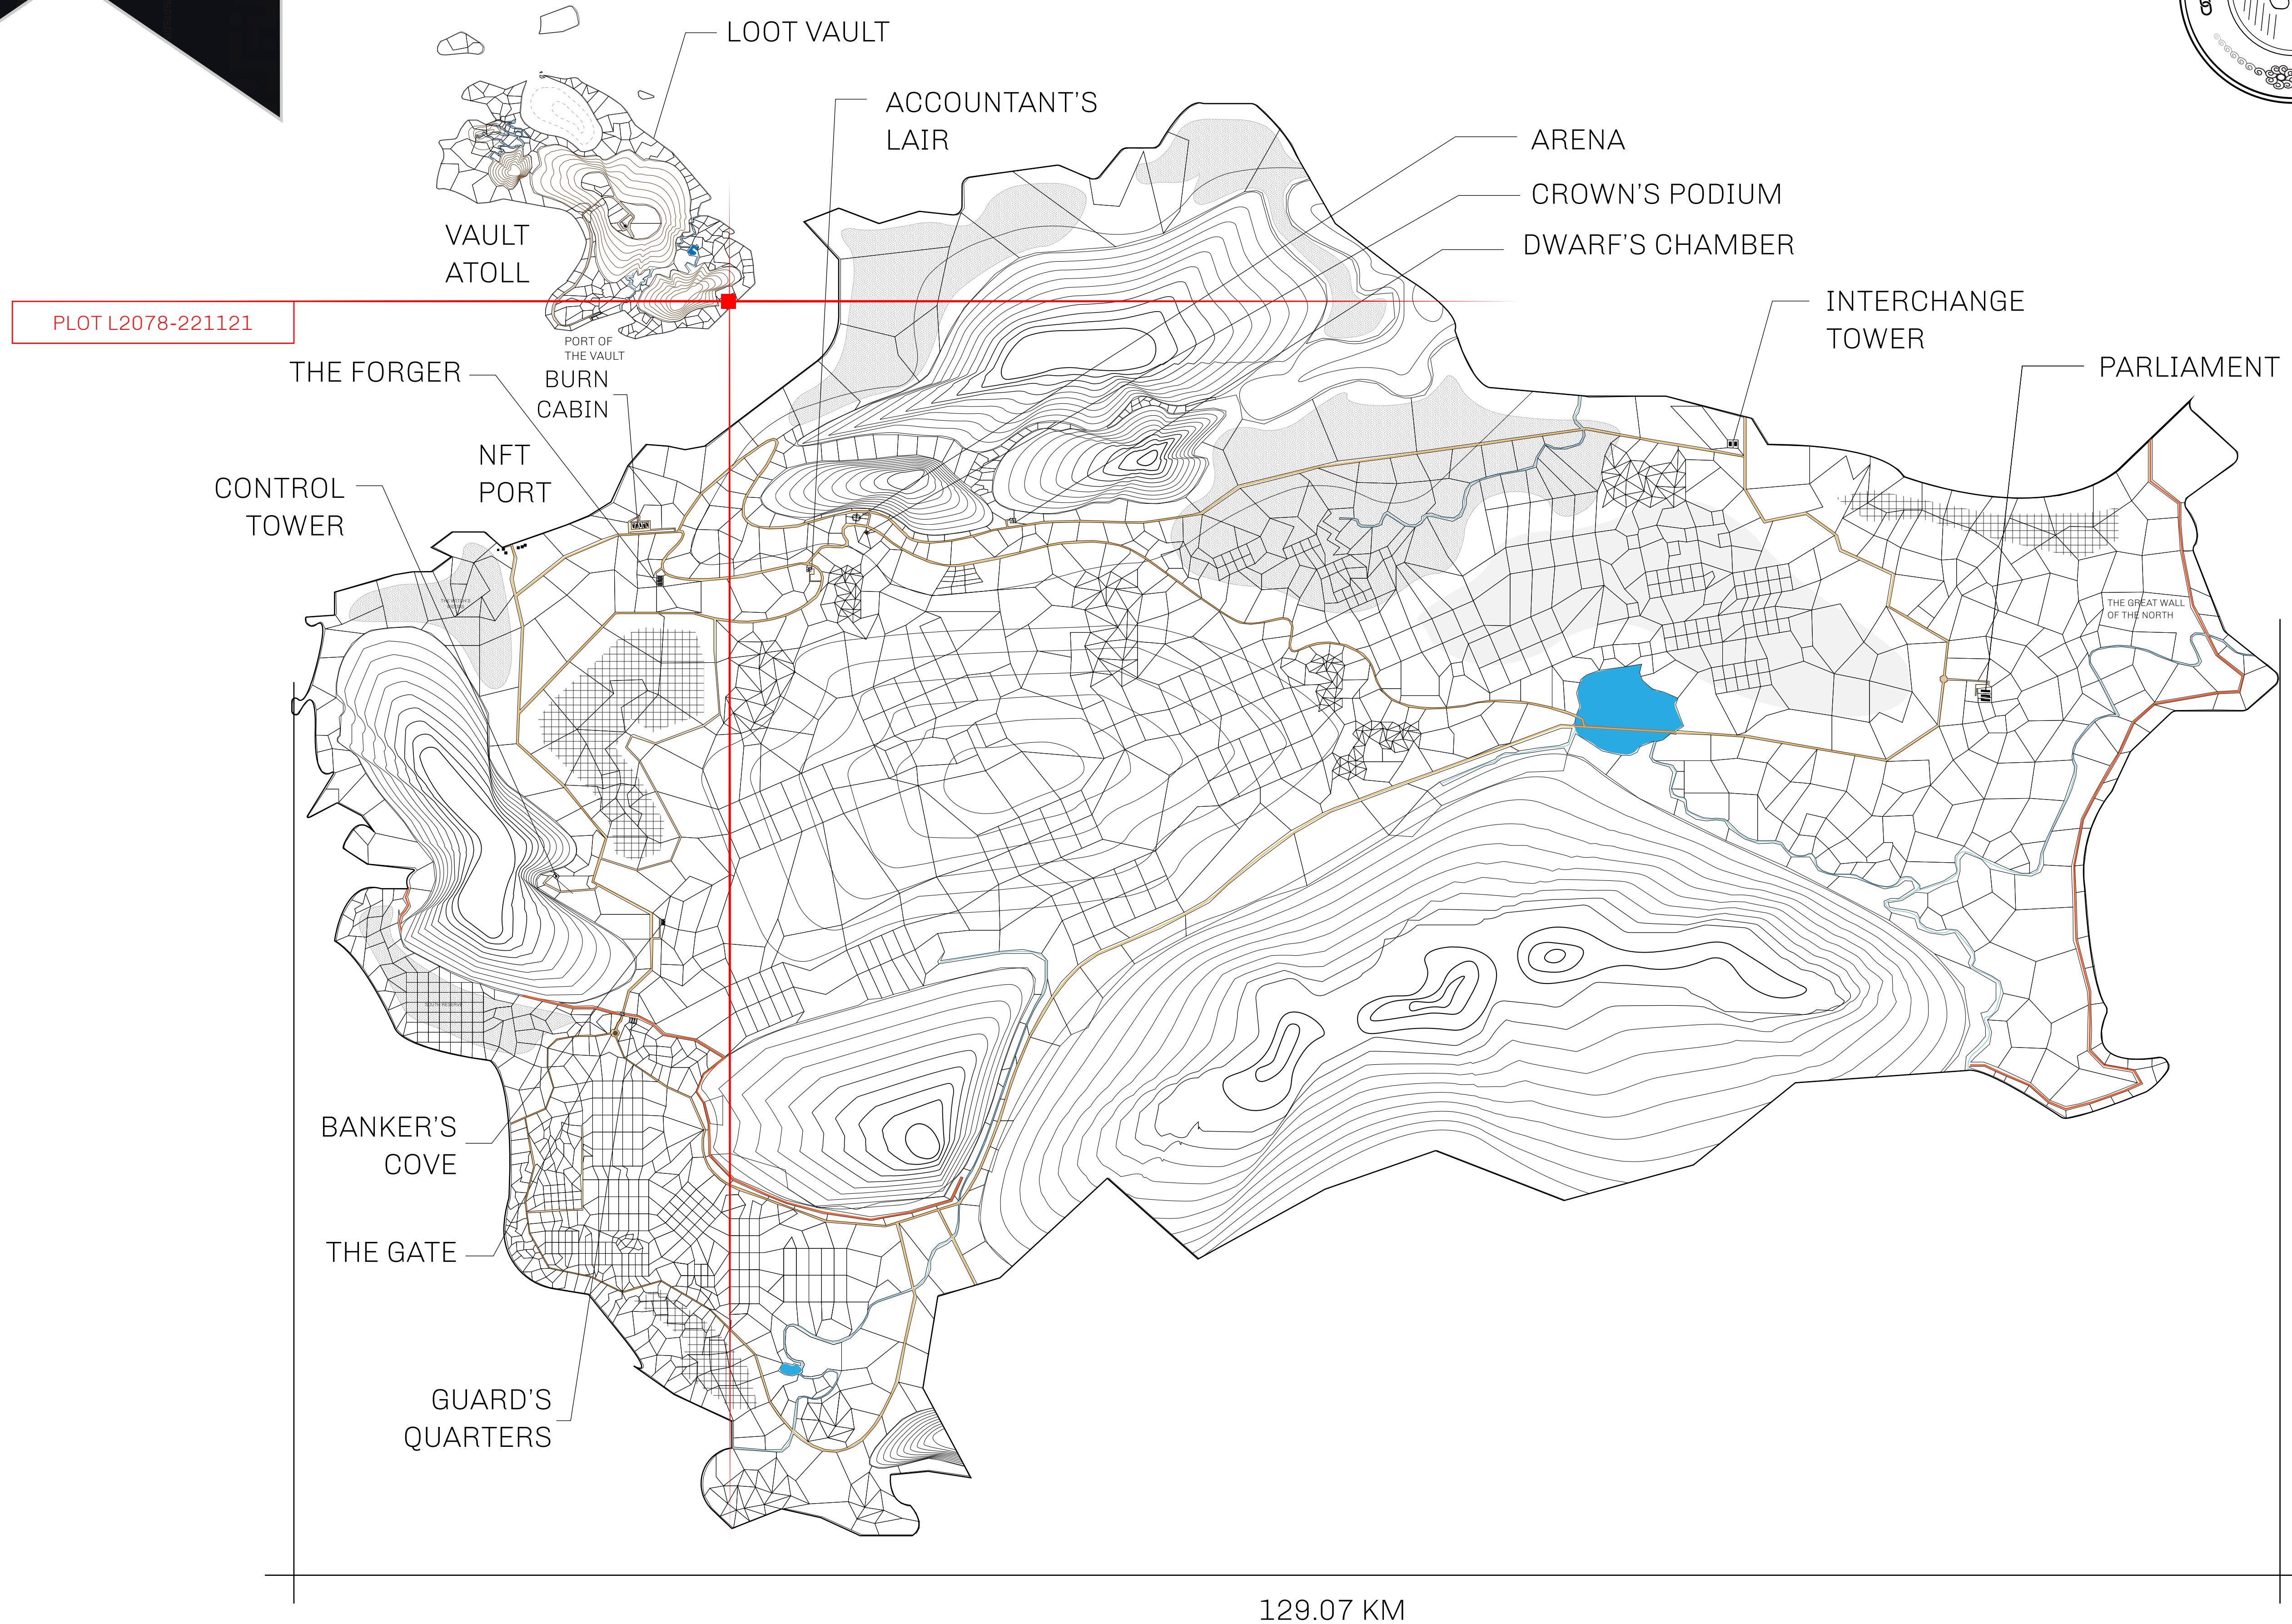 LOOT VAULT
ACCOUNTANT'S
LAIR
ARENA
CROWN'S PODIUM
DWARF'S CHAMBER
VAULT
ATOLL
INTERCHANGE
TOWER
PLOT L2078-221121
PORT OF
THE VAULT
PARLIAMENT
THE FORGER
BURN
CABIN
NFT
PORT
CONTROL
TOWER
THE GREAT WALL
OF THE NORTH
SOUTH RESERVE
BANKER'S
COVE
THE GATE
GUARD'S
QUARTERS
129.07 KM